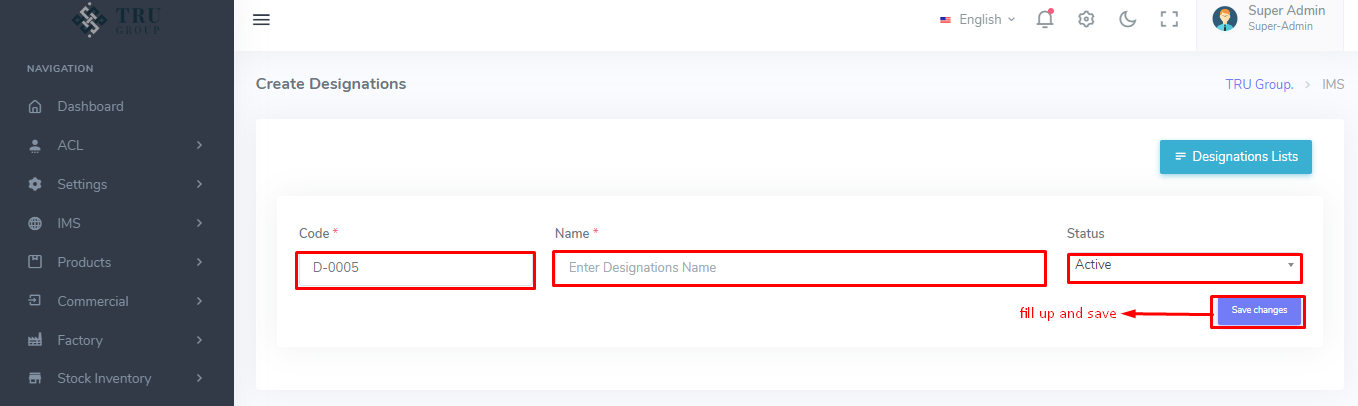 TRU
GROUP
English
Super Admin
Super-Admin
NAVIGATION
Dashboard
ACL
Settings
IMS
Products
Commercial
Factory
Stock Inventory
Create Designations
TRU Group. > IMS
Designations Lists
Code * Name * Status
D-0005 Enter Designations Name Active
fill up and save Save changes